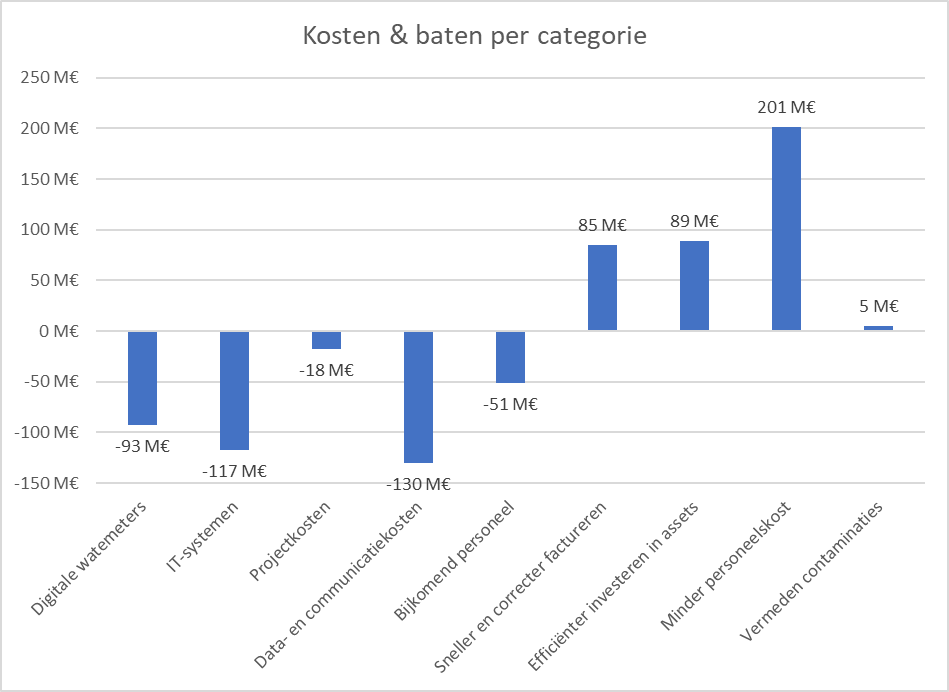 Kosten & baten per categorie
250 M€
200 M€
150 M€
100 M€
50 M€
0 M€
-50 M€
-100 M€
-150 M€
-93 M€
-117 M€
-18 M€
-130 M€
-51 M€
85 M€
89 M€
201 M€
5 M€
Digitale watemeters
IT-systemen
Projectkosten
Data- en communicatiekosten
Bijkomend personeel
Sneller en correcter factureren
Efficiënter investeren in assets
Minder personeelskost
Vermeden contaminaties